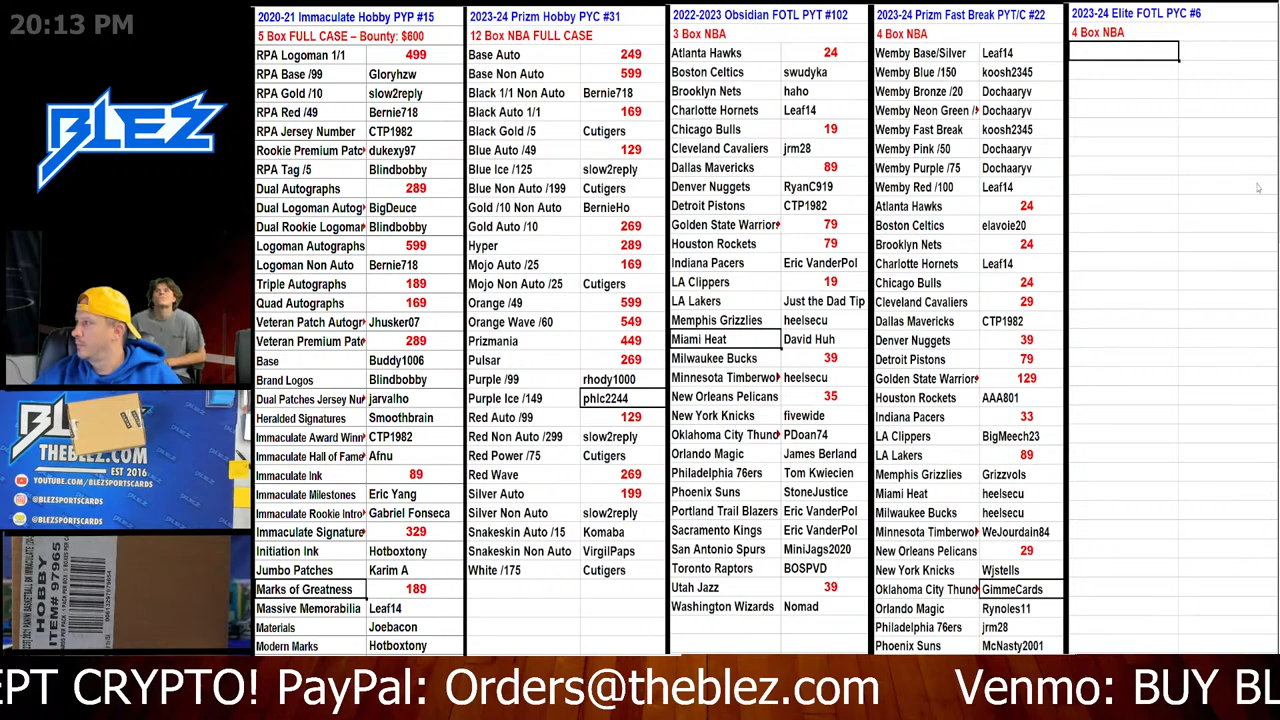 20:13 PM
BLEZ
BLEZ
THEBLEZ.COM
EST 2016
YOUTUBE.COM/BLEZSPORTSCARDS
@BLEZSPORTSCARDS
@BLEZSPORTSCARDS
HOBBY
ITEM# 97965
2020-21 Immaculate Hobby PYP #15
5 Box FULL CASE – Bounty: $600
RPA Logoman 1/1 499
RPA Base /99 Gloryhzw
RPA Gold /10 slow2reply
RPA Red /49 Bernie718
RPA Jersey Number CTP1982
Rookie Premium Patc dukexy97
RPA Tag /5 Blindbobby
Dual Autographs 289
Dual Logoman Autog BigDeuce
Dual Rookie Logomar Blindbobby
Logoman Autographs 599
Logoman Non Auto Bernie718
Triple Autographs 189
Quad Autographs 169
Veteran Patch Autogr Jhusker07
Veteran Premium Pat 289
Base Buddy1006
Brand Logos Blindbobby
Dual Patches Jersey Nu jarvalho
Heralded Signatures Smoothbrain
Immaculate Award Winn CTP1982
Immaculate Hall of Fame Afnu
Immaculate Ink 89
Immaculate Milestones Eric Yang
Immaculate Rookie Intro Gabriel Fonseca
Immaculate Signature 329
Initiation Ink Hotboxtony
Jumbo Patches Karim A
Marks of Greatness 189
Massive Memorabilia Leaf14
Materials Joebacon
Modern Marks Hotboxtony
2023-24 Prizm Hobby PYC #31
12 Box NBA FULL CASE
Base Auto 249
Base Non Auto 599
Black 1/1 Non Auto Bernie718
Black Auto 1/1 169
Black Gold /5 Cutigers
Blue Auto /49 129
Blue Ice /125 slow2reply
Blue Non Auto /199 Cutigers
Gold /10 Non Auto BernieHo
Gold Auto /10 269
Hyper 289
Mojo Auto /25 169
Mojo Non Auto /25 Cutigers
Orange /49 599
Orange Wave /60 549
Prizmania 449
Pulsar 269
Purple /99 rhody1000
Purple Ice /149 phlc2244
Red Auto /99 129
Red Non Auto /299 slow2reply
Red Power /75 Cutigers
Red Wave 269
Silver Auto 199
Silver Non Auto slow2reply
Snakeskin Auto /15 Komaba
Snakeskin Non Auto VirgilPaps
White /175 Cutigers
2022-2023 Obsidian FOTL PYT #102
3 Box NBA
Atlanta Hawks 24
Boston Celtics swudyka
Brooklyn Nets haho
Charlotte Hornets Leaf14
Chicago Bulls 19
Cleveland Cavaliers jrm28
Dallas Mavericks 89
Denver Nuggets RyanC919
Detroit Pistons CTP1982
Golden State Warrior 79
Houston Rockets 79
Indiana Pacers Eric VanderPol
LA Clippers 19
LA Lakers Just the Dad Tip
Memphis Grizzlies heelsecu
Miami Heat David Huh
Milwaukee Bucks 39
Minnesota Timberwo heelsecu
New Orleans Pelicans 35
New York Knicks fivewide
Oklahoma City Thund PDoan74
Orlando Magic James Berland
Philadelphia 76ers Tom Kwiecien
Phoenix Suns StoneJustice
Portland Trail Blazers Eric VanderPol
Sacramento Kings Eric VanderPol
San Antonio Spurs MiniJags2020
Toronto Raptors BOSPVD
Utah Jazz 39
Washington Wizards Nomad
2023-24 Prizm Fast Break PYT/C #22
4 Box NBA
Wemby Base/Silver Leaf14
Wemby Blue /150 koosh2345
Wemby Bronze /20 Dochaaryv
Wemby Neon Green / Dochaaryv
Wemby Fast Break koosh2345
Wemby Pink /50 Dochaaryv
Wemby Purple /75 Dochaaryv
Wemby Red /100 Leaf14
Atlanta Hawks 24
Boston Celtics elavoie20
Brooklyn Nets 24
Charlotte Hornets Leaf14
Chicago Bulls 24
Cleveland Cavaliers 29
Dallas Mavericks CTP1982
Denver Nuggets 39
Detroit Pistons 79
Golden State Warrior 129
Houston Rockets AAA801
Indiana Pacers 33
LA Clippers BigMeech23
LA Lakers 89
Memphis Grizzlies Grizzvols
Miami Heat heelsecu
Milwaukee Bucks heelsecu
Minnesota Timberwo WeJourdain84
New Orleans Pelicans 29
New York Knicks Wjstells
Oklahoma City Thund GimmeCards
Orlando Magic Rynoles11
Philadelphia 76ers jrm28
Phoenix Suns McNasty2001
2023-24 Elite FOTL PYC #6
4 Box NBA
EPT CRYPTO! PayPal: Orders@theblez.com Venmo: BUY BL